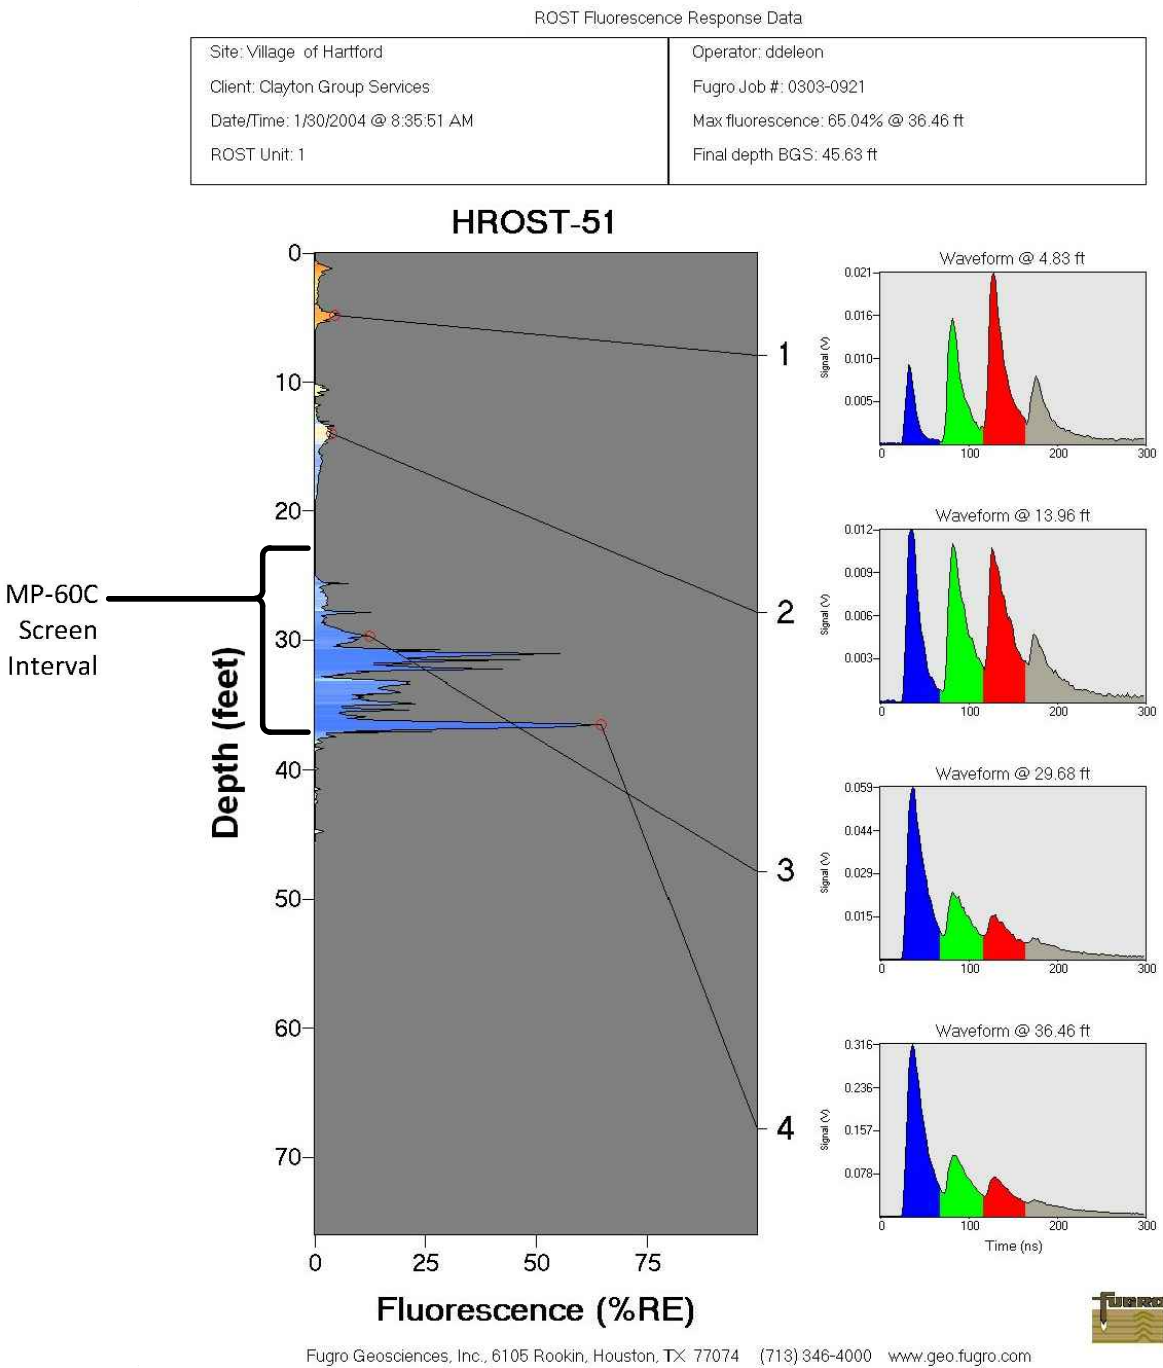 ROST Fluorescence Response Data
Site: Village of Hartford
Client: Clayton Group Services
Date/Time: 1/30/2004 @ 8:35:51 AM
ROST Unit: 1
Operator: ddeleon
Fugro Job #: 0303-0921
Max fluorescence: 65.04% @ 36.46 ft
Final depth BGS: 45.63 ft
HROST-51
0
10
20
30
40
50
60
70
Depth (feet)
MP-60C
Screen
Interval
0 25 50 75
Fluorescence (%RE)
1
2
3
4
Waveform @ 4.83 ft
0.021
0.016
0.010
0.005
Signal (V)
0 100 200 300
Waveform @ 13.96 ft
0.012
0.009
0.006
0.003
Signal (V)
0 100 200 300
Waveform @ 29.68 ft
0.059
0.044
0.029
0.015
Signal (V)
0 100 200 300
Waveform @ 36.46 ft
0.316
0.236
0.157
0.078
Signal (V)
0 100 200 300
Time (ns)
FUGRO
Fugro Geosciences, Inc., 6105 Rookin, Houston, TX 77074 (713) 346-4000 www.geo.fugro.com